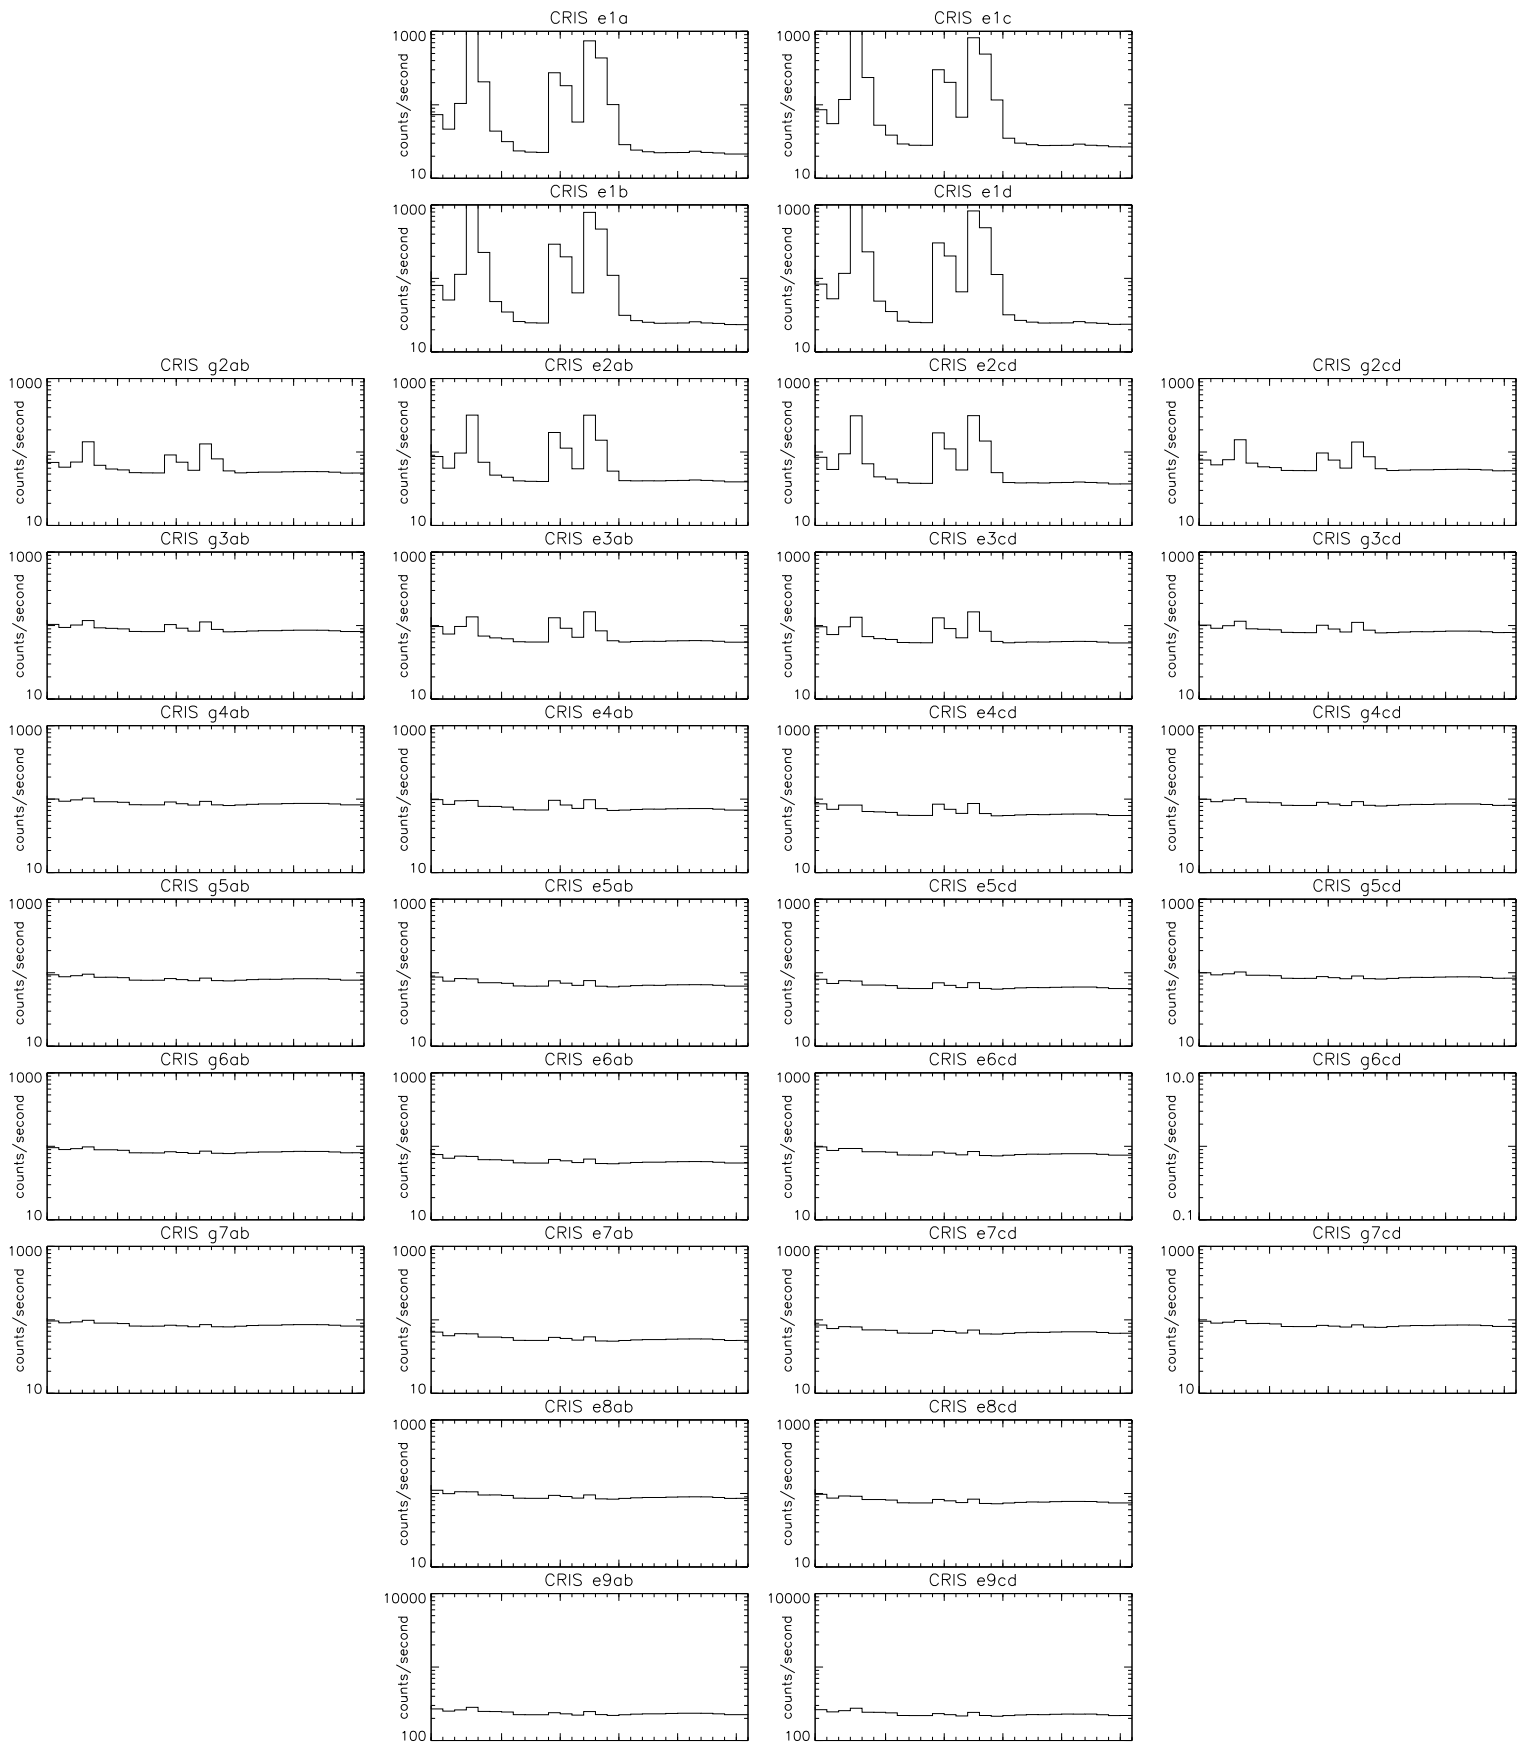 CRIS e1a
CRIS e1c
1000
counts/second
10
1000
counts/second
10
CRIS e1b
CRIS e1d
1000
counts/second
10
1000
counts/second
10
CRIS g2ab
CRIS e2ab
CRIS e2cd
CRIS g2cd
1000
counts/second
10
1000
counts/second
10
1000
counts/second
10
1000
counts/second
10
CRIS g3ab
CRIS e3ab
CRIS e3cd
CRIS g3cd
1000
counts/second
10
1000
counts/second
10
1000
counts/second
10
1000
counts/second
10
CRIS g4ab
CRIS e4ab
CRIS e4cd
CRIS g4cd
1000
counts/second
10
1000
counts/second
10
1000
counts/second
10
1000
counts/second
10
CRIS g5ab
CRIS e5ab
CRIS e5cd
CRIS g5cd
1000
counts/second
10
1000
counts/second
10
1000
counts/second
10
1000
counts/second
10
CRIS g6ab
CRIS e6ab
CRIS e6cd
CRIS g6cd
1000
counts/second
10
1000
counts/second
10
1000
counts/second
10
10.0
counts/second
0.1
CRIS g7ab
CRIS e7ab
CRIS e7cd
CRIS g7cd
1000
counts/second
10
1000
counts/second
10
1000
counts/second
10
1000
counts/second
10
CRIS e8ab
CRIS e8cd
1000
counts/second
10
1000
counts/second
10
CRIS e9ab
CRIS e9cd
10000
counts/second
100
10000
counts/second
100